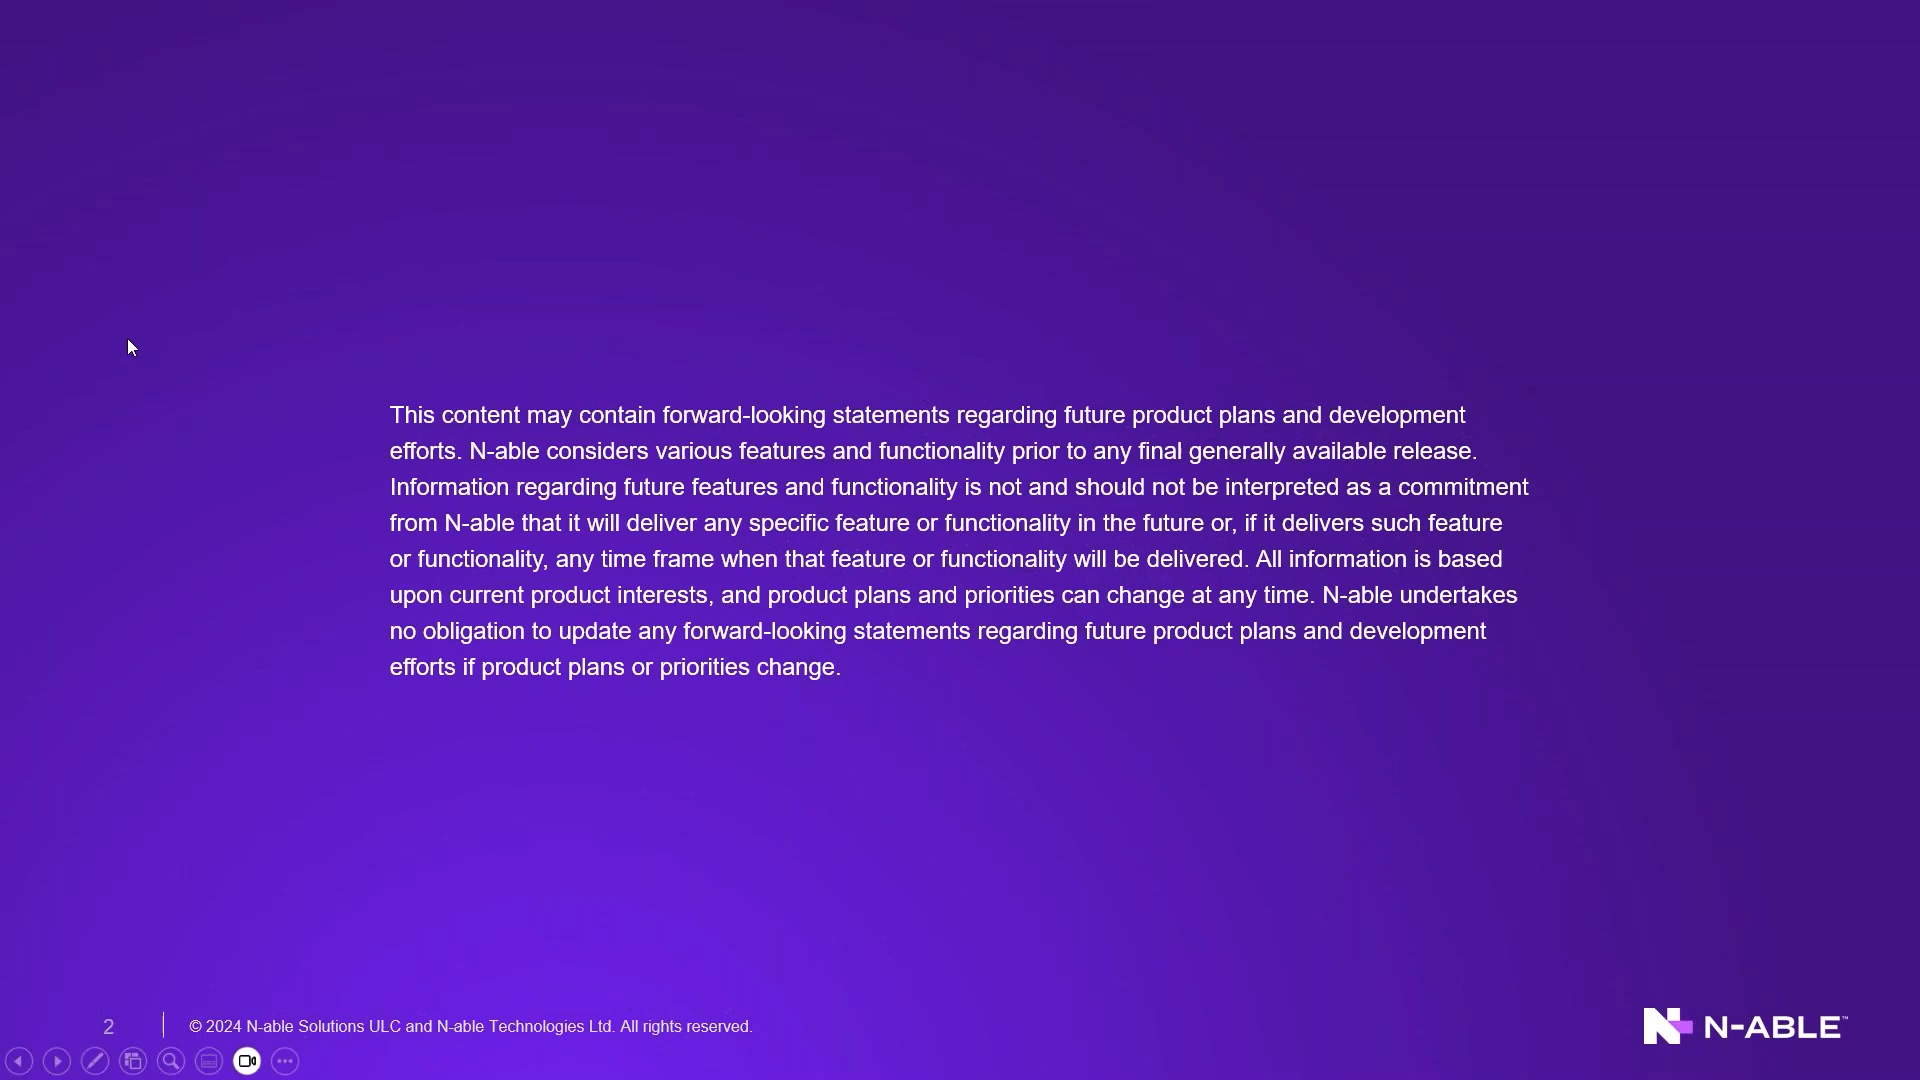 This content may contain forward-looking statements regarding future product plans and development
efforts. N-able considers various features and functionality prior to any final generally available release.
Information regarding future features and functionality is not and should not be interpreted as a commitment
from N-able that it will deliver any specific feature or functionality in the future or, if it delivers such feature
or functionality, any time frame when that feature or functionality will be delivered. All information is based
upon current product interests, and product plans and priorities can change at any time. N-able undertakes
no obligation to update any forward-looking statements regarding future product plans and development
efforts if product plans or priorities change.
2
© 2024 N-able Solutions ULC and N-able Technologies Ltd. All rights reserved.
N-ABLE™